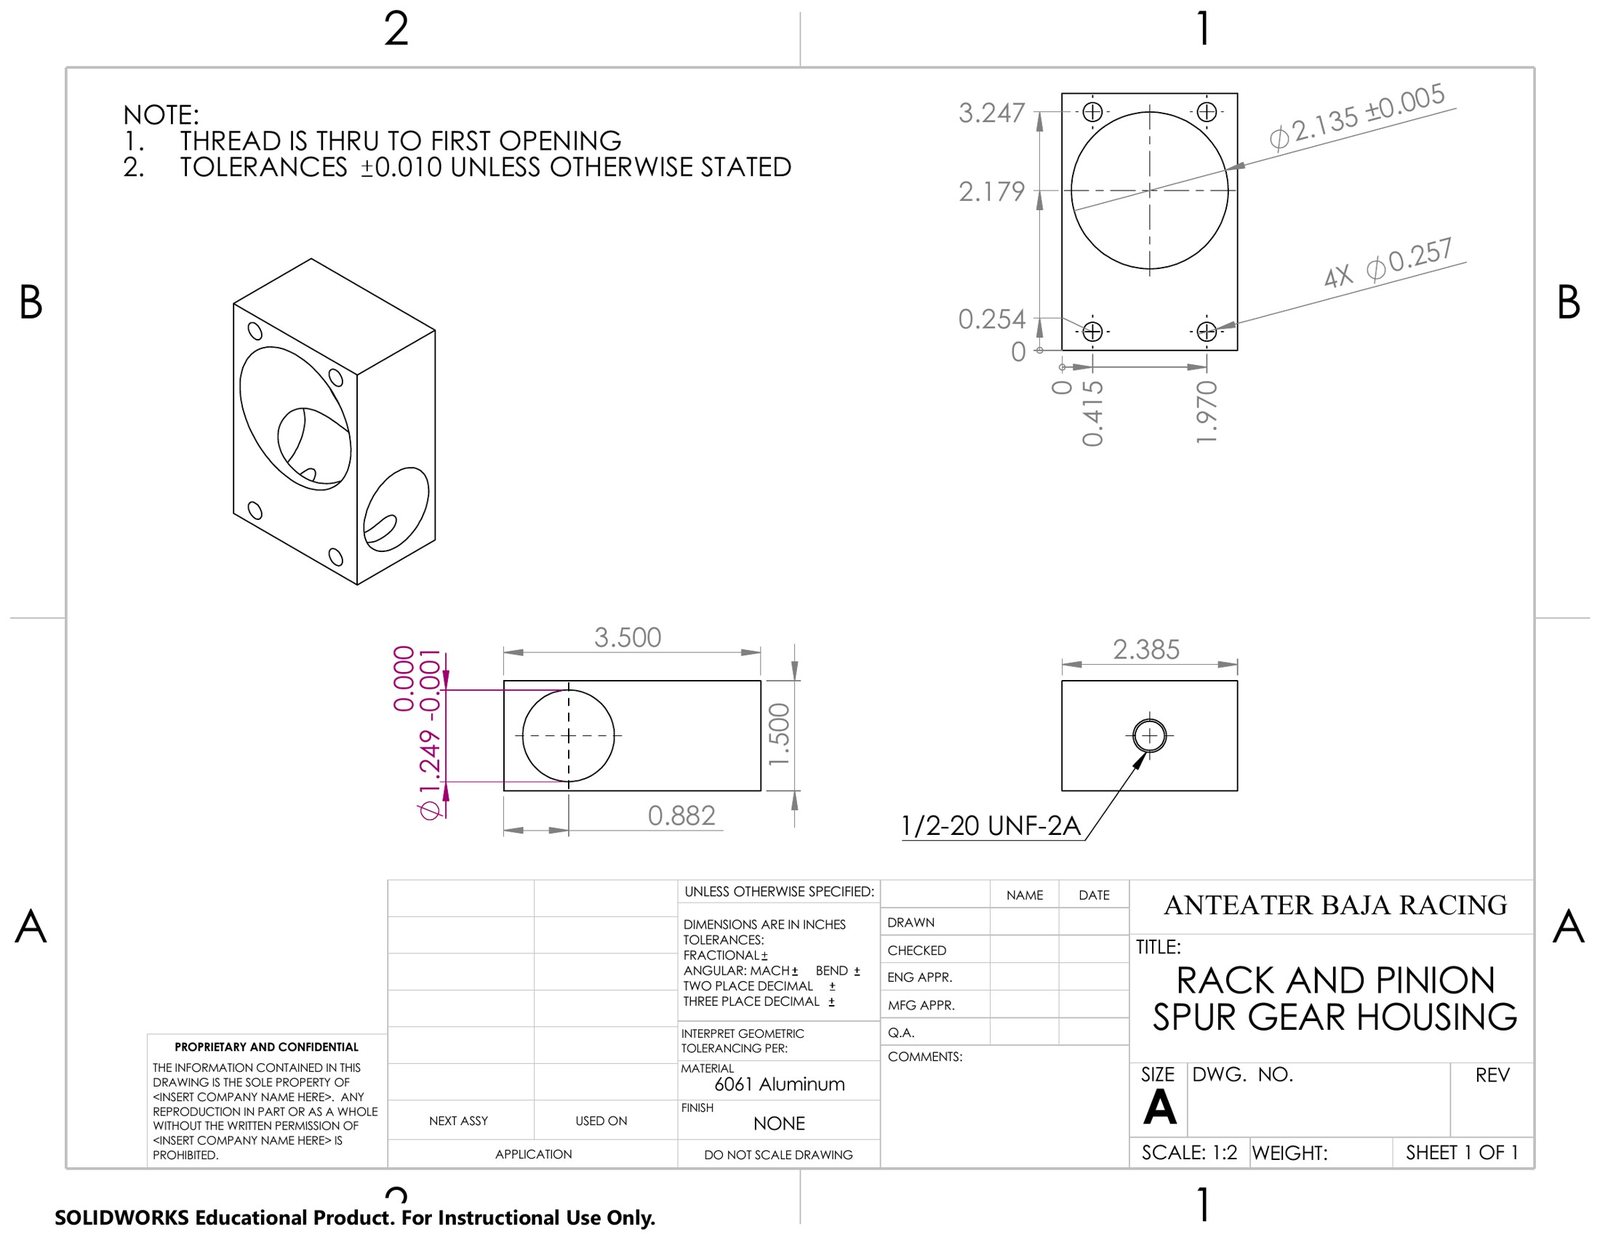 2
1
NOTE:
1. THREAD IS THRU TO FIRST OPENING
2. TOLERANCES ±0.010 UNLESS OTHERWISE STATED
3.247
2.179
0.254
0
0
0.415
1.970
∅2.135 ±0.005
4X ∅0.257
B
B
3.500
0.000
∅1.249 -0.001
1.500
0.882
2.385
1/2-20 UNF-2A
A
A
PROPRIETARY AND CONFIDENTIAL
THE INFORMATION CONTAINED IN THIS
DRAWING IS THE SOLE PROPERTY OF
<INSERT COMPANY NAME HERE>. ANY
REPRODUCTION IN PART OR AS A WHOLE
WITHOUT THE WRITTEN PERMISSION OF
<INSERT COMPANY NAME HERE> IS
PROHIBITED.
NEXT ASSY
USED ON
APPLICATION
UNLESS OTHERWISE SPECIFIED:
DIMENSIONS ARE IN INCHES
TOLERANCES:
FRACTIONAL±
ANGULAR: MACH± BEND ±
TWO PLACE DECIMAL ±
THREE PLACE DECIMAL ±
INTERPRET GEOMETRIC
TOLERANCING PER:
MATERIAL
6061 Aluminum
FINISH
NONE
DO NOT SCALE DRAWING
NAME
DATE
DRAWN
CHECKED
ENG APPR.
MFG APPR.
Q.A.
COMMENTS:
ANTEATER BAJA RACING
TITLE:
RACK AND PINION
SPUR GEAR HOUSING
SIZE
A
DWG. NO.
REV
SCALE: 1:2
WEIGHT:
SHEET 1 OF 1
2
1
SOLIDWORKS Educational Product. For Instructional Use Only.